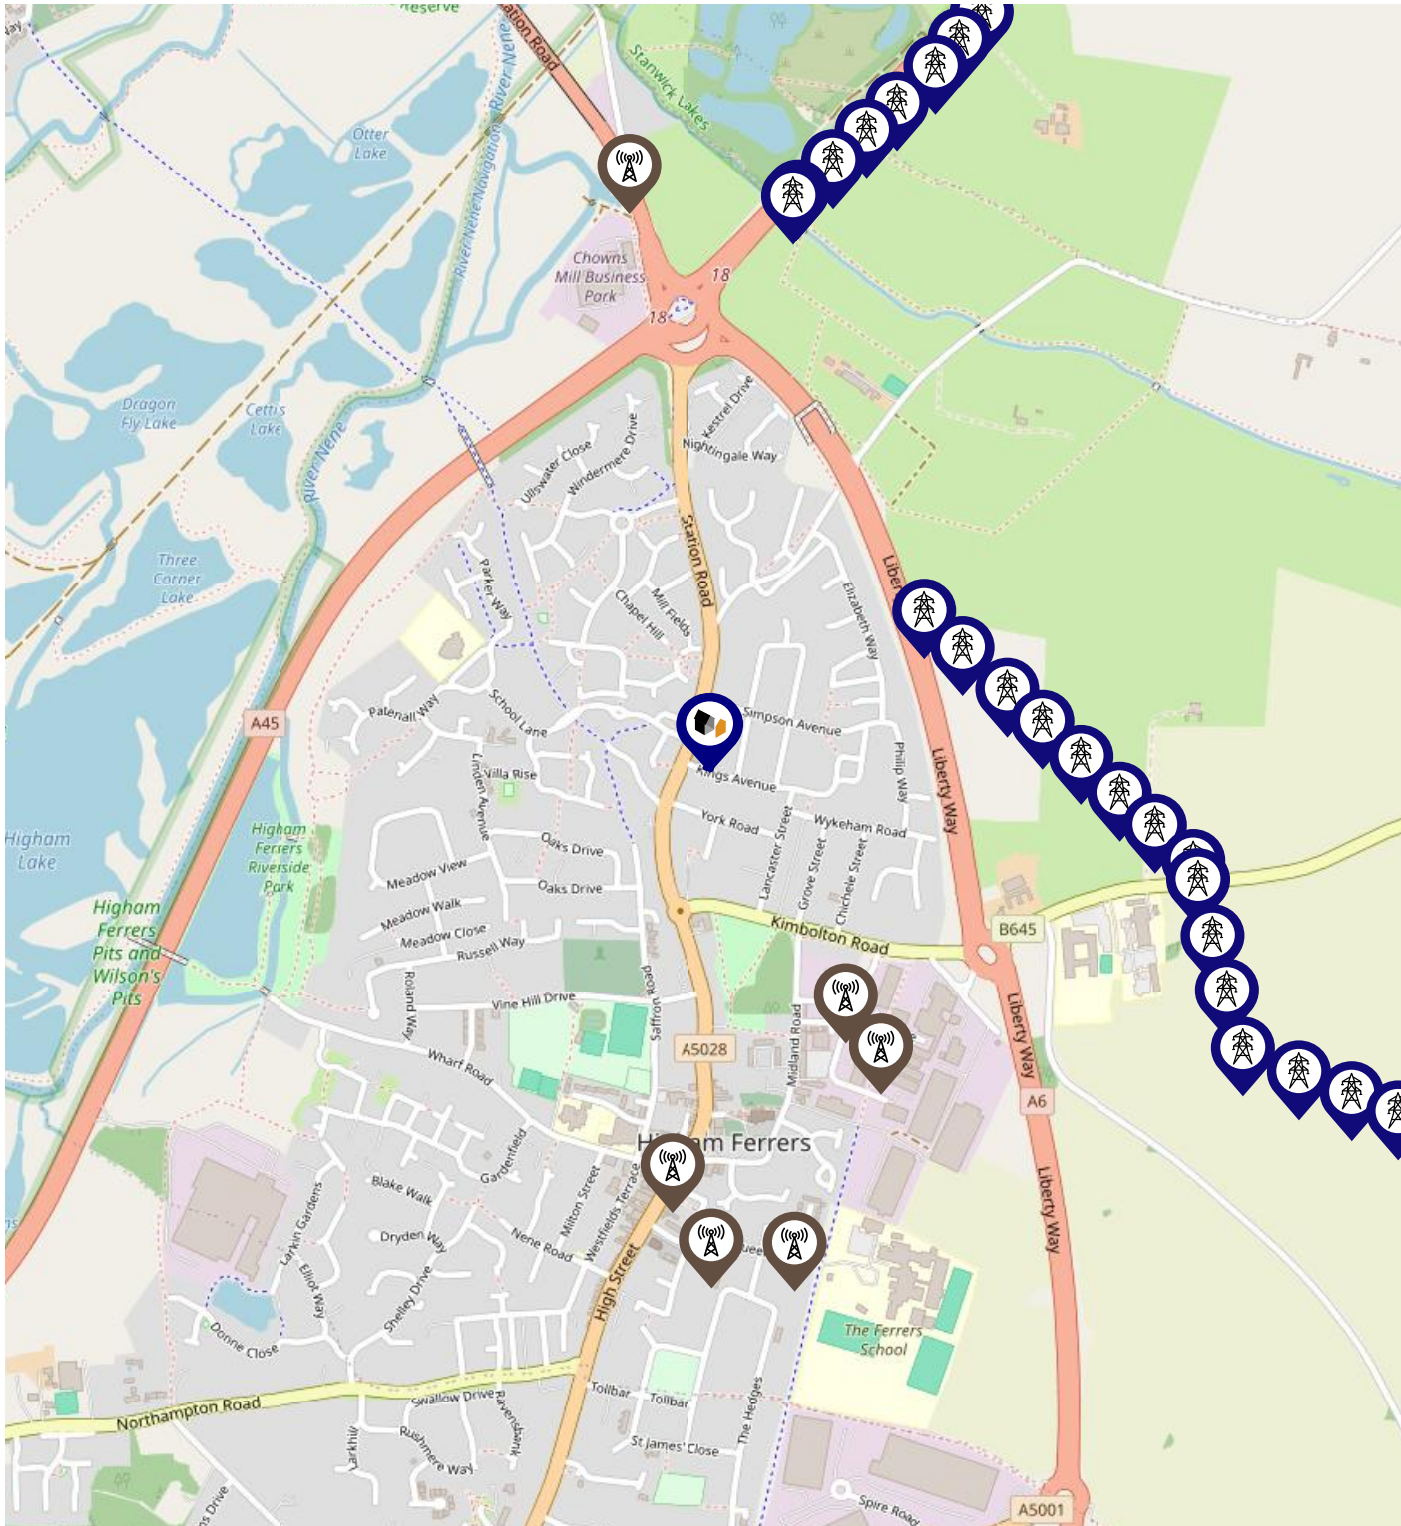 Reserve
Station Road
Stanwick
Lakes
River Nene Navigation
River Nene
Otter
Lake
Chowns
Mill Business
Park
18
18
Dragon
Fly Lake
Cettis
Lake
River Nene
Kestrel Drive
Nightingale Way
Ullswater Close
Windermere Drive
Station Road
Three
Corner
Lake
Parker Way
Chapel Hill
Mill Fields
Elizabeth Way
A45
Patenall Way
School Lane
Simpson Avenue
Philip Way
Liberty Way
Villa Rise
Linden Avenue
Kings Avenue
York Road
Lancaster Street
Wykeham Road
Grove Street
Chichele Street
Higham
Lake
Higham
Ferrers
Riverside
Park
Oaks Drive
Meadow View
Oaks Drive
Meadow Walk
Meadow Close
Russell Way
Higham
Ferrers
Pits and
Wilson's
Pits
Kimbolton Road
B645
Roland Way
Vine Hill Drive
Saffron Road
Midland Road
Liberty Way
A5028
Wharf Road
A6
Gardenfield
Ferrers
Blake Walk
Milton Street
Westfields Terrace
Liberty Way
Larkin Gardens
Dryden Way
Nene Road
High Street
Elliot Way
Shelley Drive
Donne Close
The Ferrers
School
Northampton Road
Swallow Drive
Ravensbank
Tollbar
Tollbar
The Hedges
Larkhill
Rushmere Way
St James' Close
Spire Road
A5001